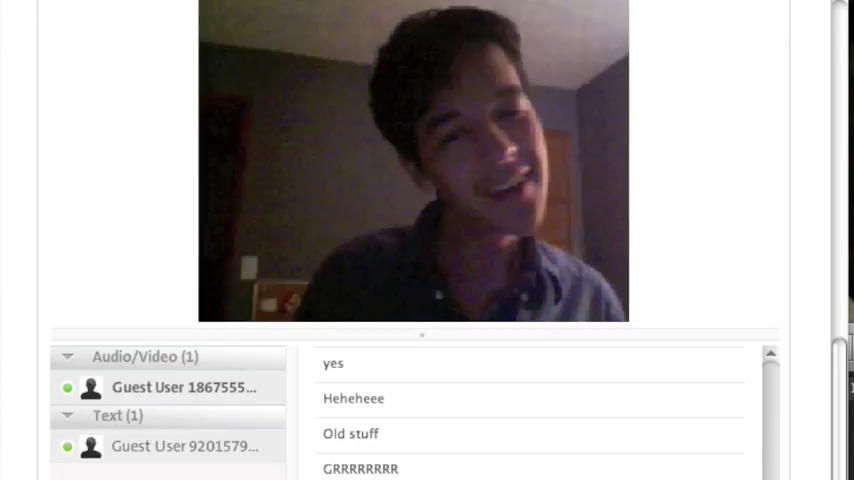 Audio/Video (1)
Guest User 1867555...
Text (1)
Guest User 9201579...
yes
Heheheee
Old stuff
GRRRRRRRR